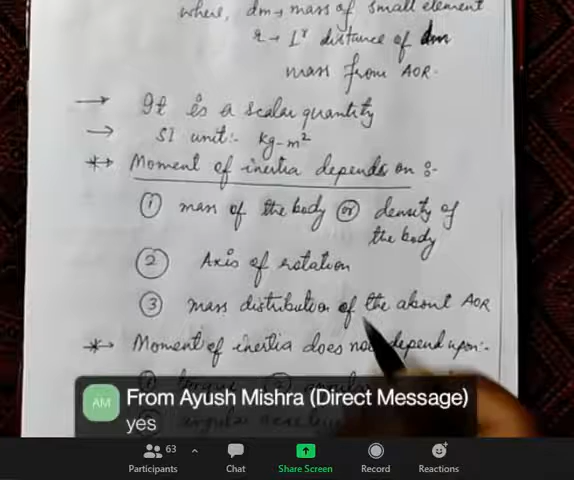 where, dm → mass of small element
r → Lʳ distance of dm
mass from AOR.
→ It is a scalar quantity
→ SI unit:- kg-m²
Moment of inertia depends on :-
① mass of the body or density of
the body
② Axis of rotation
③ mass distribution of the about AOR
Moment of inertia does not depend upon:-
AM
From Ayush Mishra (Direct Message)
yes
63
Participants
Chat
Share Screen
Record
Reactions